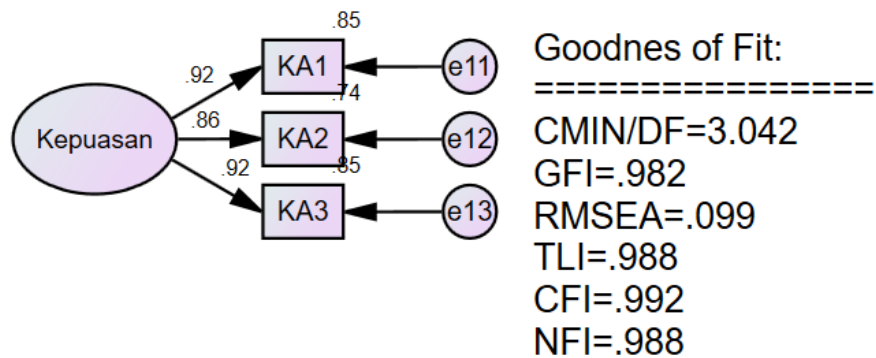 .85
.92
KA1
e11
.74
.86
Kepuasan
KA2
e12
.85
.92
KA3
e13
Goodnes of Fit:
================
CMIN/DF=3.042
GFI=.982
RMSEA=.099
TLI=.988
CFI=.992
NFI=.988